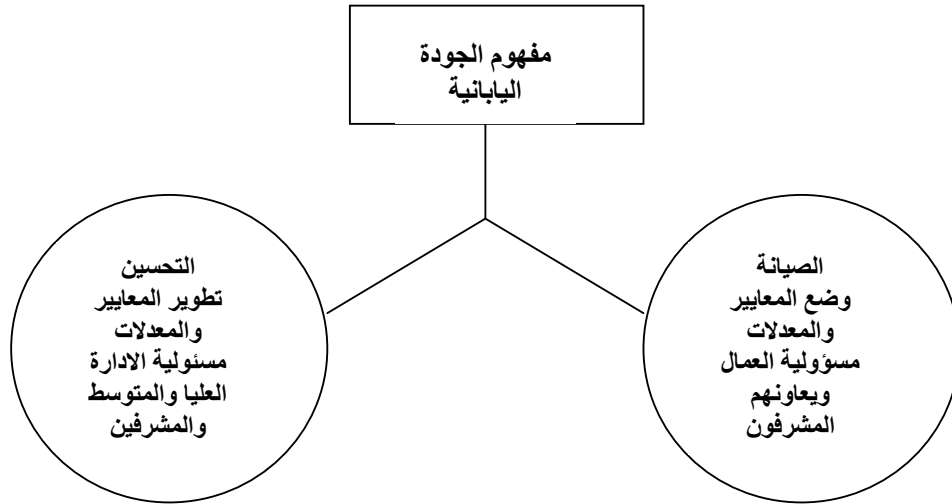 مفهوم الجودة
اليابانية
الصيانة
وضع المعايير
والمعدلات
مسؤولية العمال
ويعاونهم
المشرفون
التحسين
تطوير المعايير
والمعدلات
مسئولية الادارة
العليا والمتوسط
والمشرفين